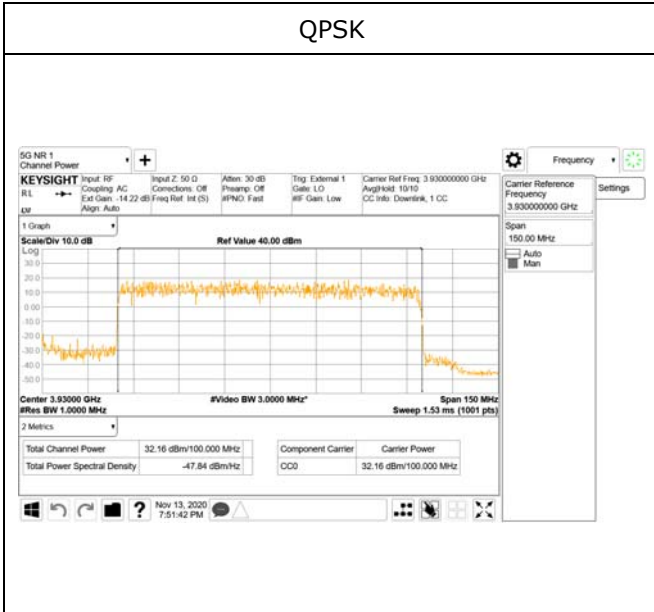 QPSK
5G NR 1
Channel Power
+
Frequency
KEYSIGHT
RL
Input: RF
Coupling: AC
Ext Gain: -14.22 dB
Align: Auto
Input Z: 50 Ω
Corrections: Off
Freq Ref: Int (S)
Atten: 30 dB
Preamp: Off
#PNO: Fast
Trig: External 1
Gate: LO
#IF Gain: Low
Carrier Ref Freq: 3.930000000 GHz
Avg|Hold: 10/10
CC Info: Downlink, 1 CC
Carrier Reference
Frequency
3.930000000 GHz
Settings
Span
150.00 MHz
Auto
Man
1 Graph
Scale/Div 10.0 dB
Ref Value 40.00 dBm
Log
30.0
20.0
10.0
0.00
-10.0
-20.0
-30.0
-40.0
-50.0
Center 3.93000 GHz
#Video BW 3.0000 MHz*
Span 150 MHz
#Res BW 1.0000 MHz
Sweep 1.53 ms (1001 pts)
2 Metrics
Total Channel Power 32.16 dBm/100.000 MHz
Total Power Spectral Density -47.84 dBm/Hz
Component Carrier Carrier Power
CC0 32.16 dBm/100.000 MHz
?
Nov 13, 2020
7:51:42 PM